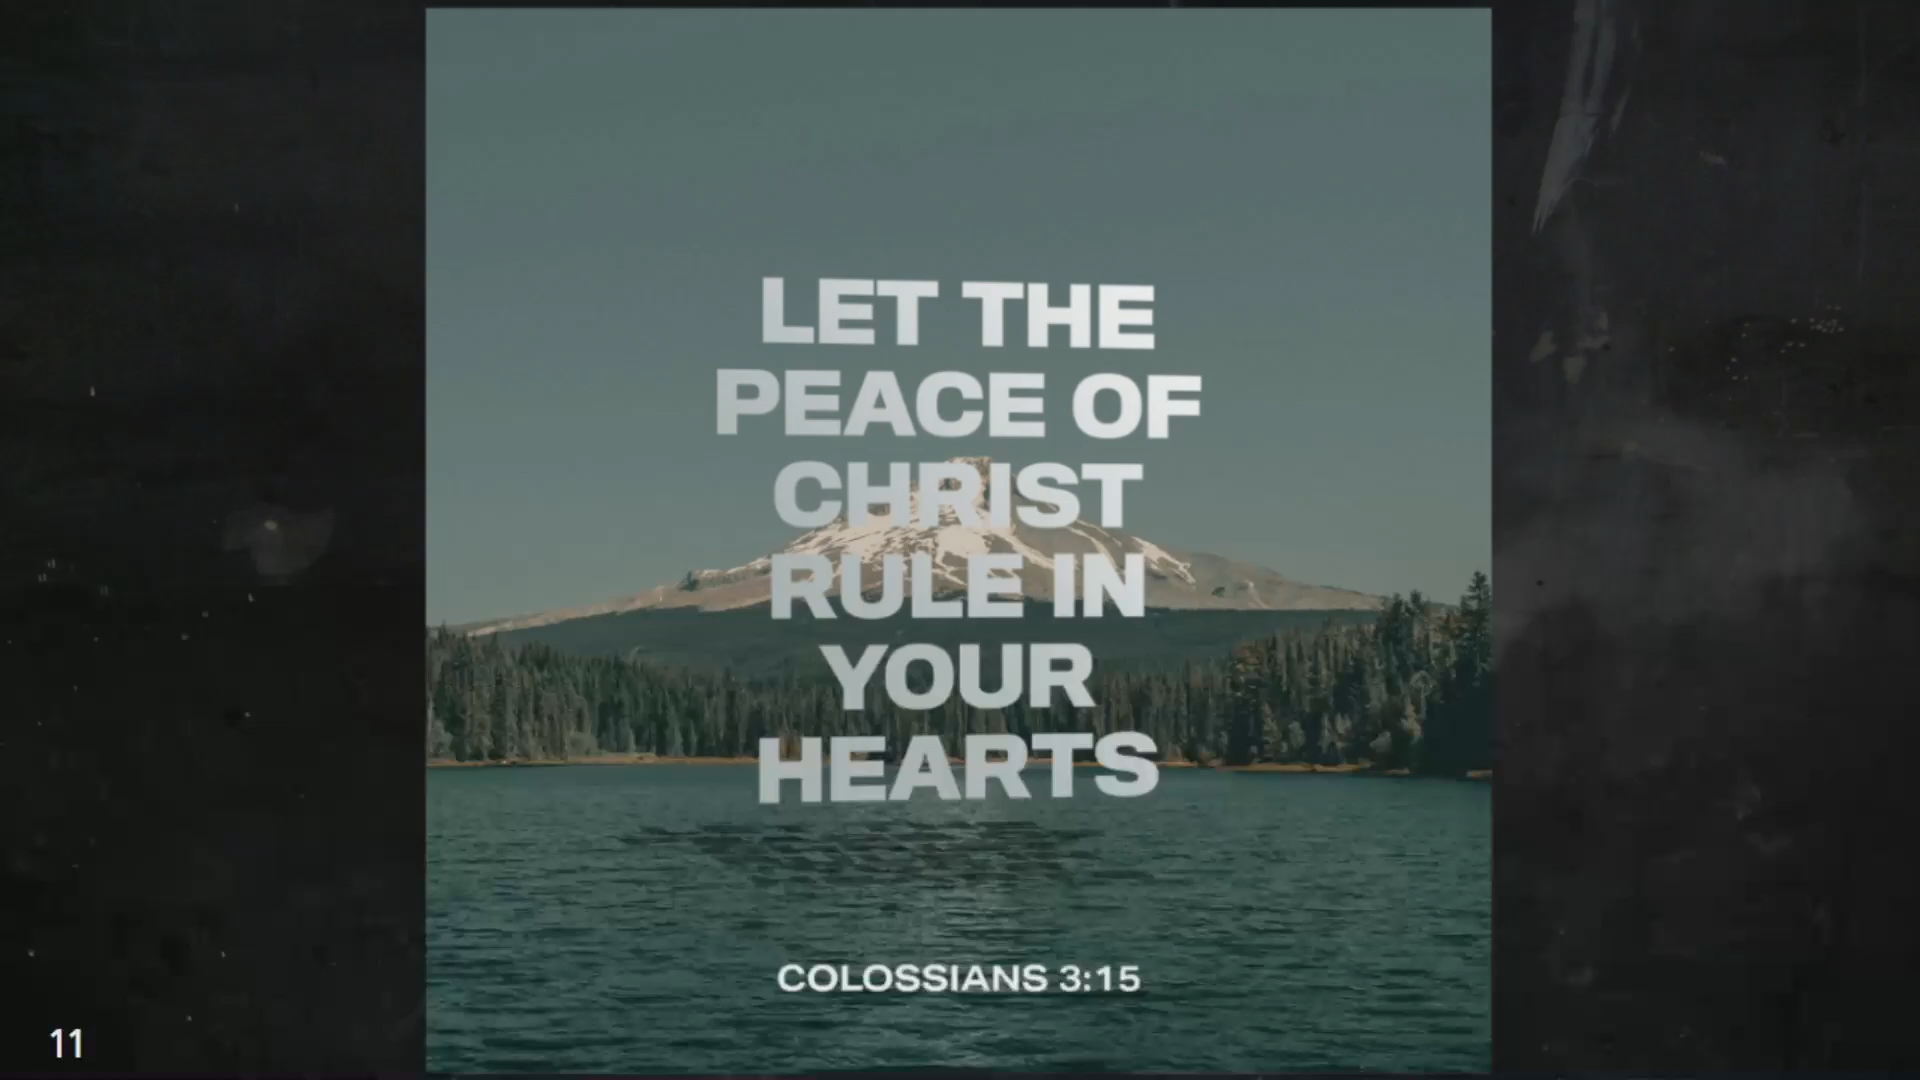 LET THE
PEACE OF
CHRIST
RULE IN
YOUR
HEARTS
COLOSSIANS 3:15
11